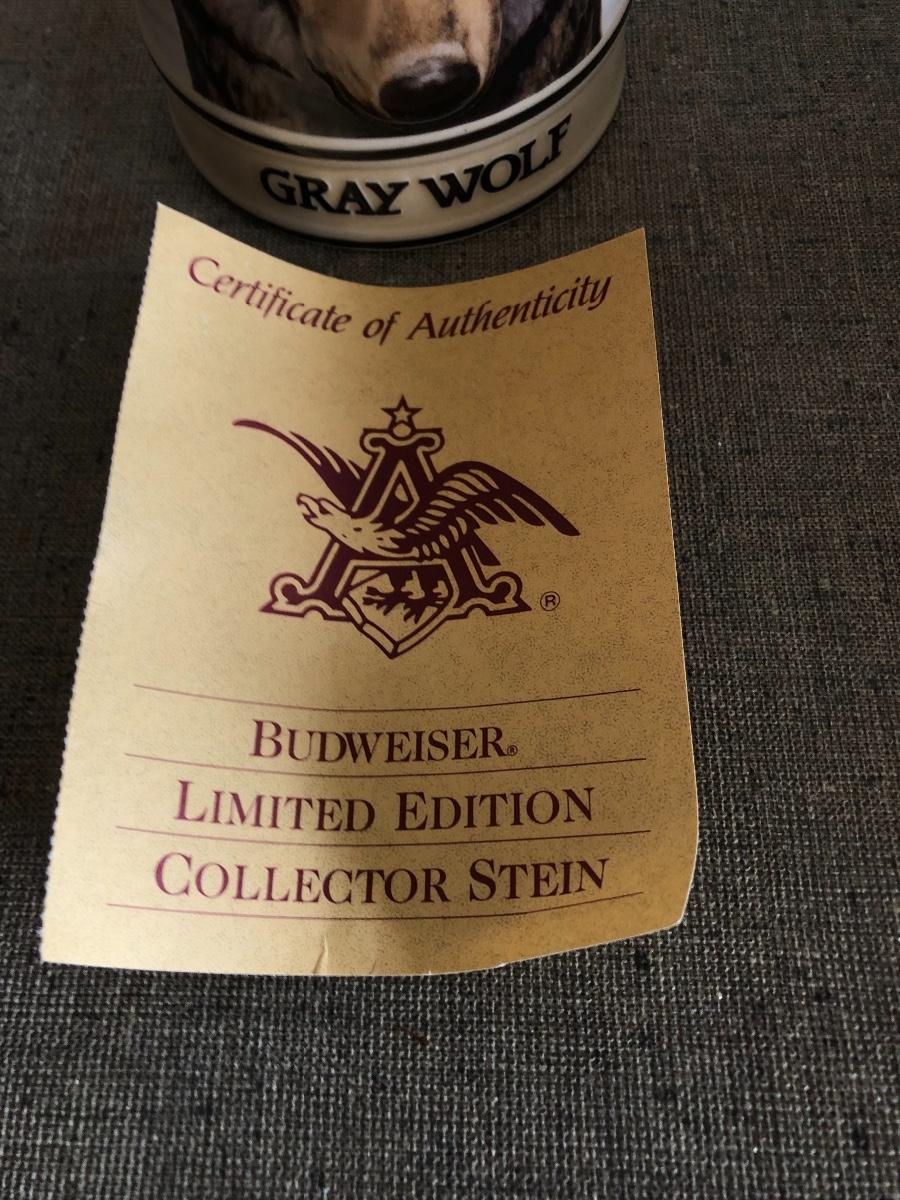 GRAY WOLF
Certificate of Authenticity
A
®
BUDWEISER®
LIMITED EDITION
COLLECTOR STEIN